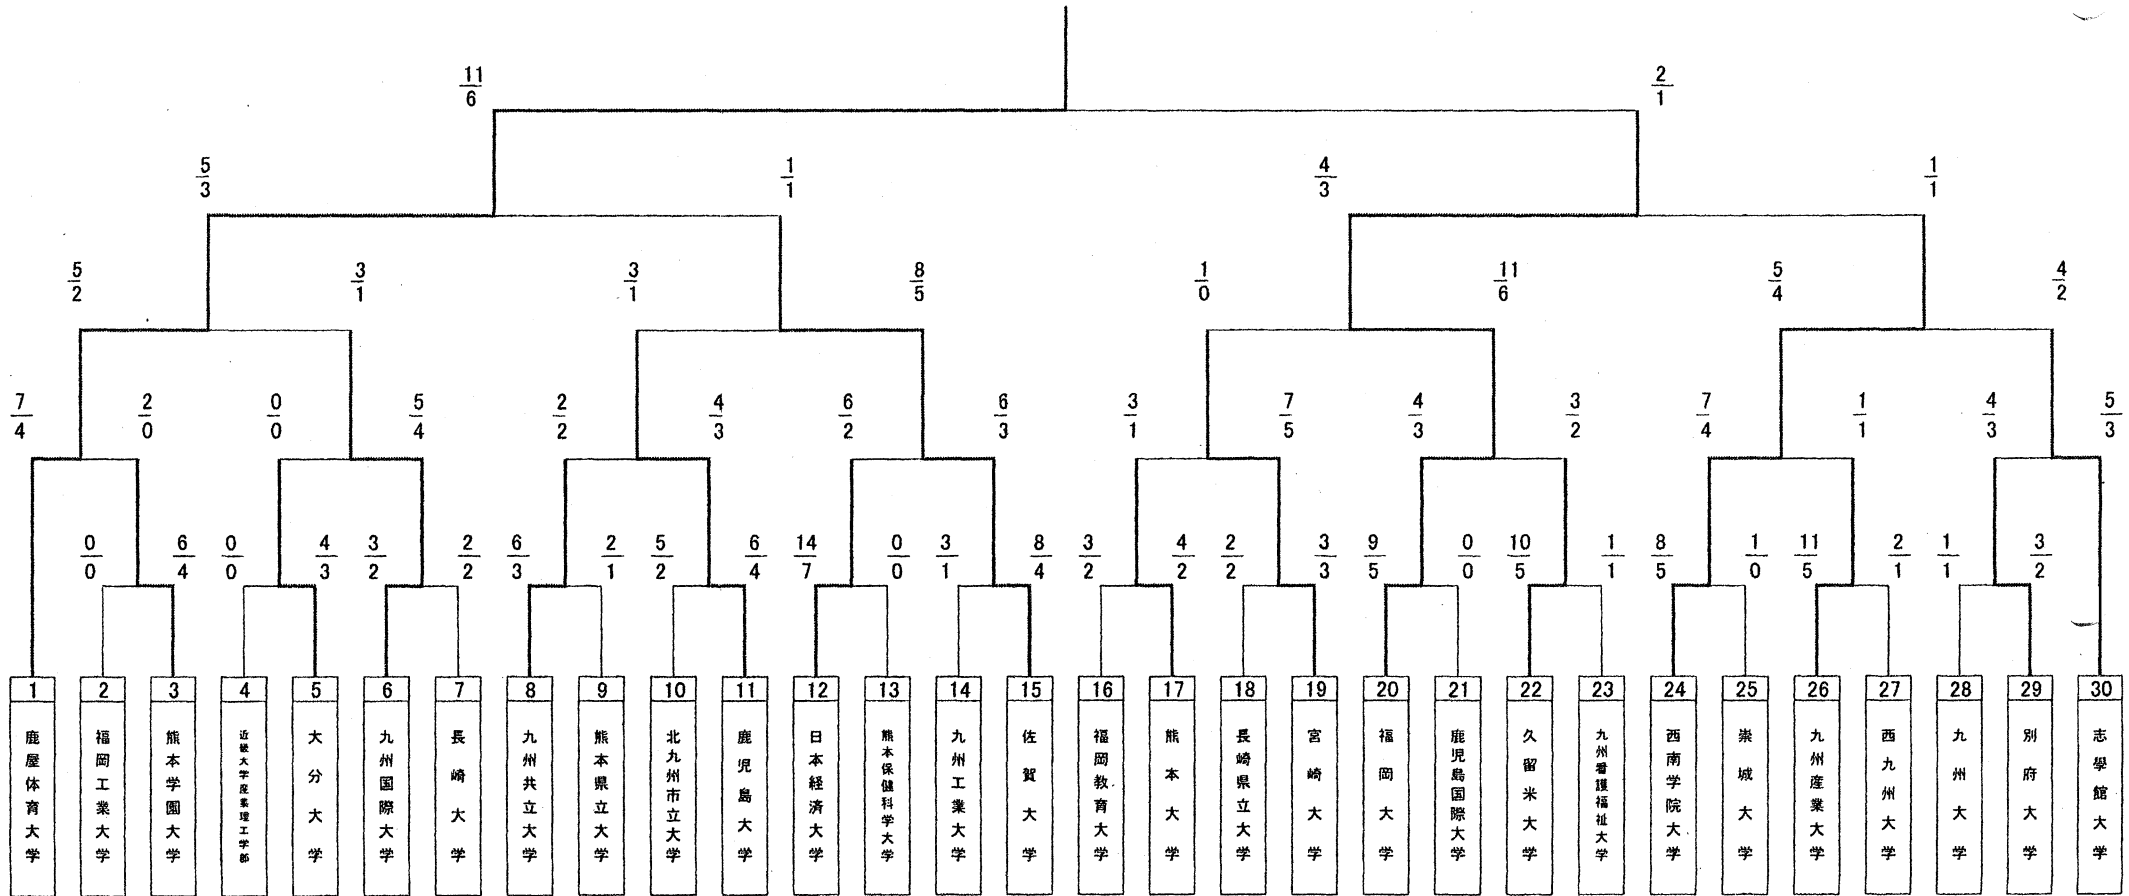 11/6 2/1
5/3 1/1 4/3 1/1
5/2 3/1 3/1 8/5 1/0 11/6 5/4 4/2
7/4 2/0 0/0 5/4 2/2 4/3 6/2 6/3 3/1 7/5 4/3 3/2 7/4 1/1 4/3 5/3
0/0 6/4 0/0 4/3 3/2 2/2 6/3 2/1 5/2 6/4 14/7 0/0 3/1 8/4 3/2 4/2 2/2 3/3 9/5 0/0 10/5 1/1 8/5 1/0 11/5 2/1 1/1 3/2
1 鹿屋体育大学
2 福岡工業大学
3 熊本学園大学
4 近畿大学産業理工学部
5 大分大学
6 九州国際大学
7 長崎大学
8 九州共立大学
9 熊本県立大学
10 北九州市立大学
11 鹿児島大学
12 日本経済大学
13 熊本保健科学大学
14 九州工業大学
15 佐賀大学
16 福岡教育大学
17 熊本大学
18 長崎県立大学
19 宮崎大学
20 福岡大学
21 鹿児島国際大学
22 久留米大学
23 九州看護福祉大学
24 西南学院大学
25 崇城大学
26 九州産業大学
27 西九州大学
28 九州大学
29 別府大学
30 志學館大学